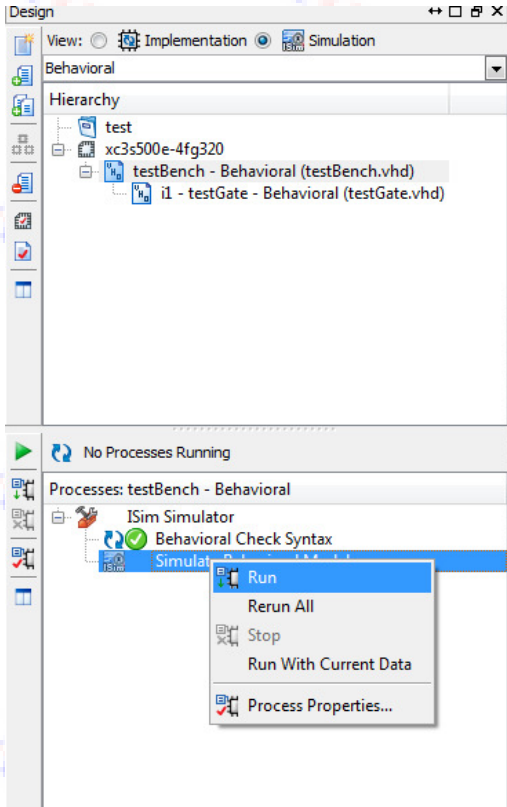 Design
View: Implementation ISim Simulation
Behavioral
Hierarchy
test
xc3s500e-4fg320
testBench - Behavioral (testBench.vhd)
i1 - testGate - Behavioral (testGate.vhd)
No Processes Running
Processes: testBench - Behavioral
ISim Simulator
Behavioral Check Syntax
ISim
Run
Rerun All
Stop
Run With Current Data
Process Properties...